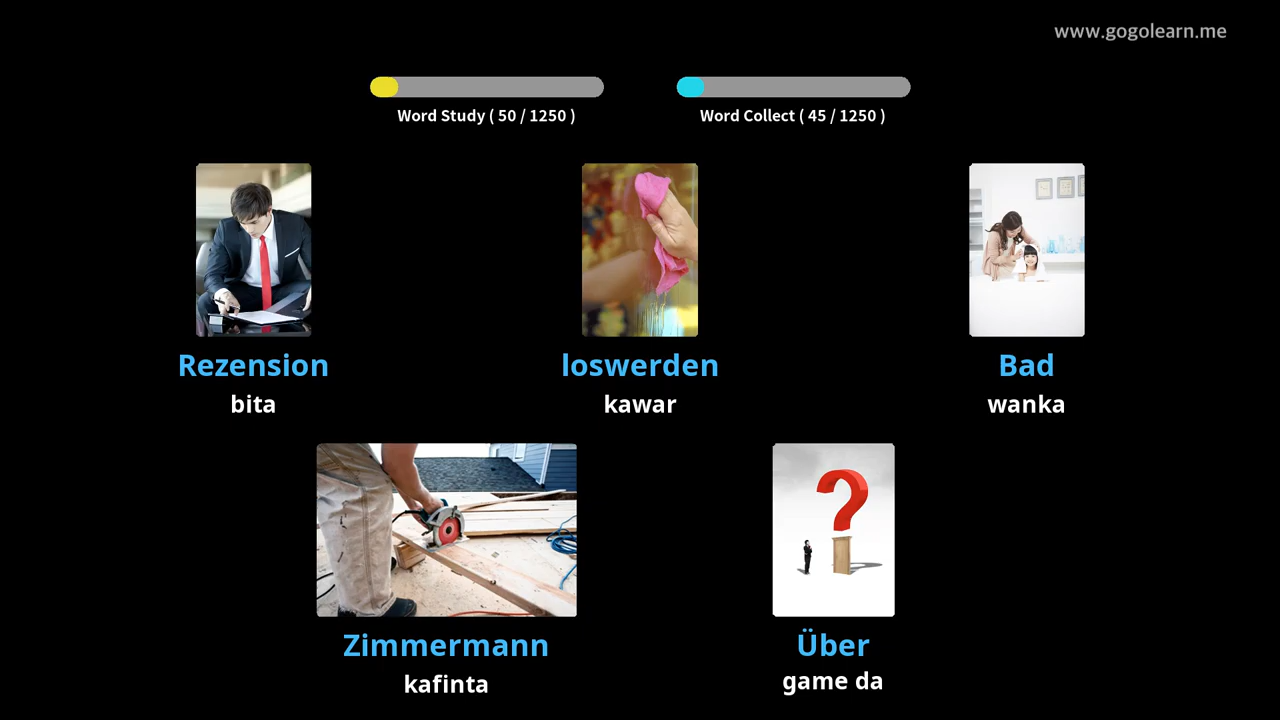 www.gogolearn.me
Word Study ( 50 / 1250 )
Word Collect ( 45 / 1250 )
Rezension
bita
loswerden
kawar
Bad
wanka
Zimmermann
kafinta
Über
game da